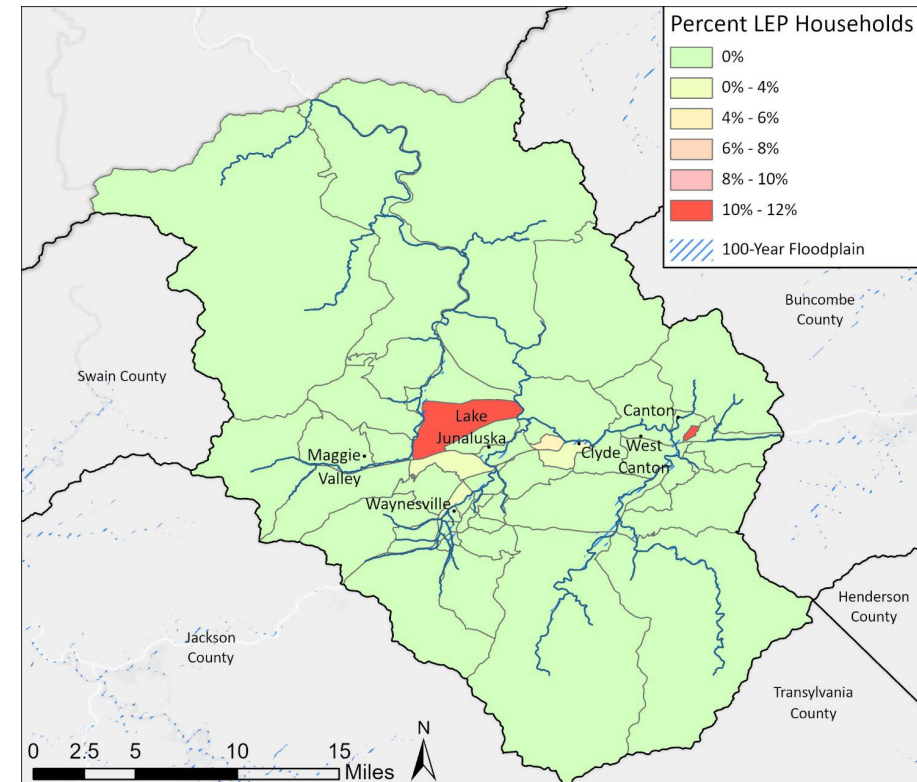 Percent LEP Households
0%
0% - 4%
4% - 6%
6% - 8%
8% - 10%
10% - 12%
100-Year Floodplain
Buncombe
County
Swain County
Lake
Junaluska
Canton
Maggie
Valley
Clyde
West
Canton
Waynesville
Henderson
County
Jackson
County
Transylvania
County
N
0 2.5 5 10 15
Miles